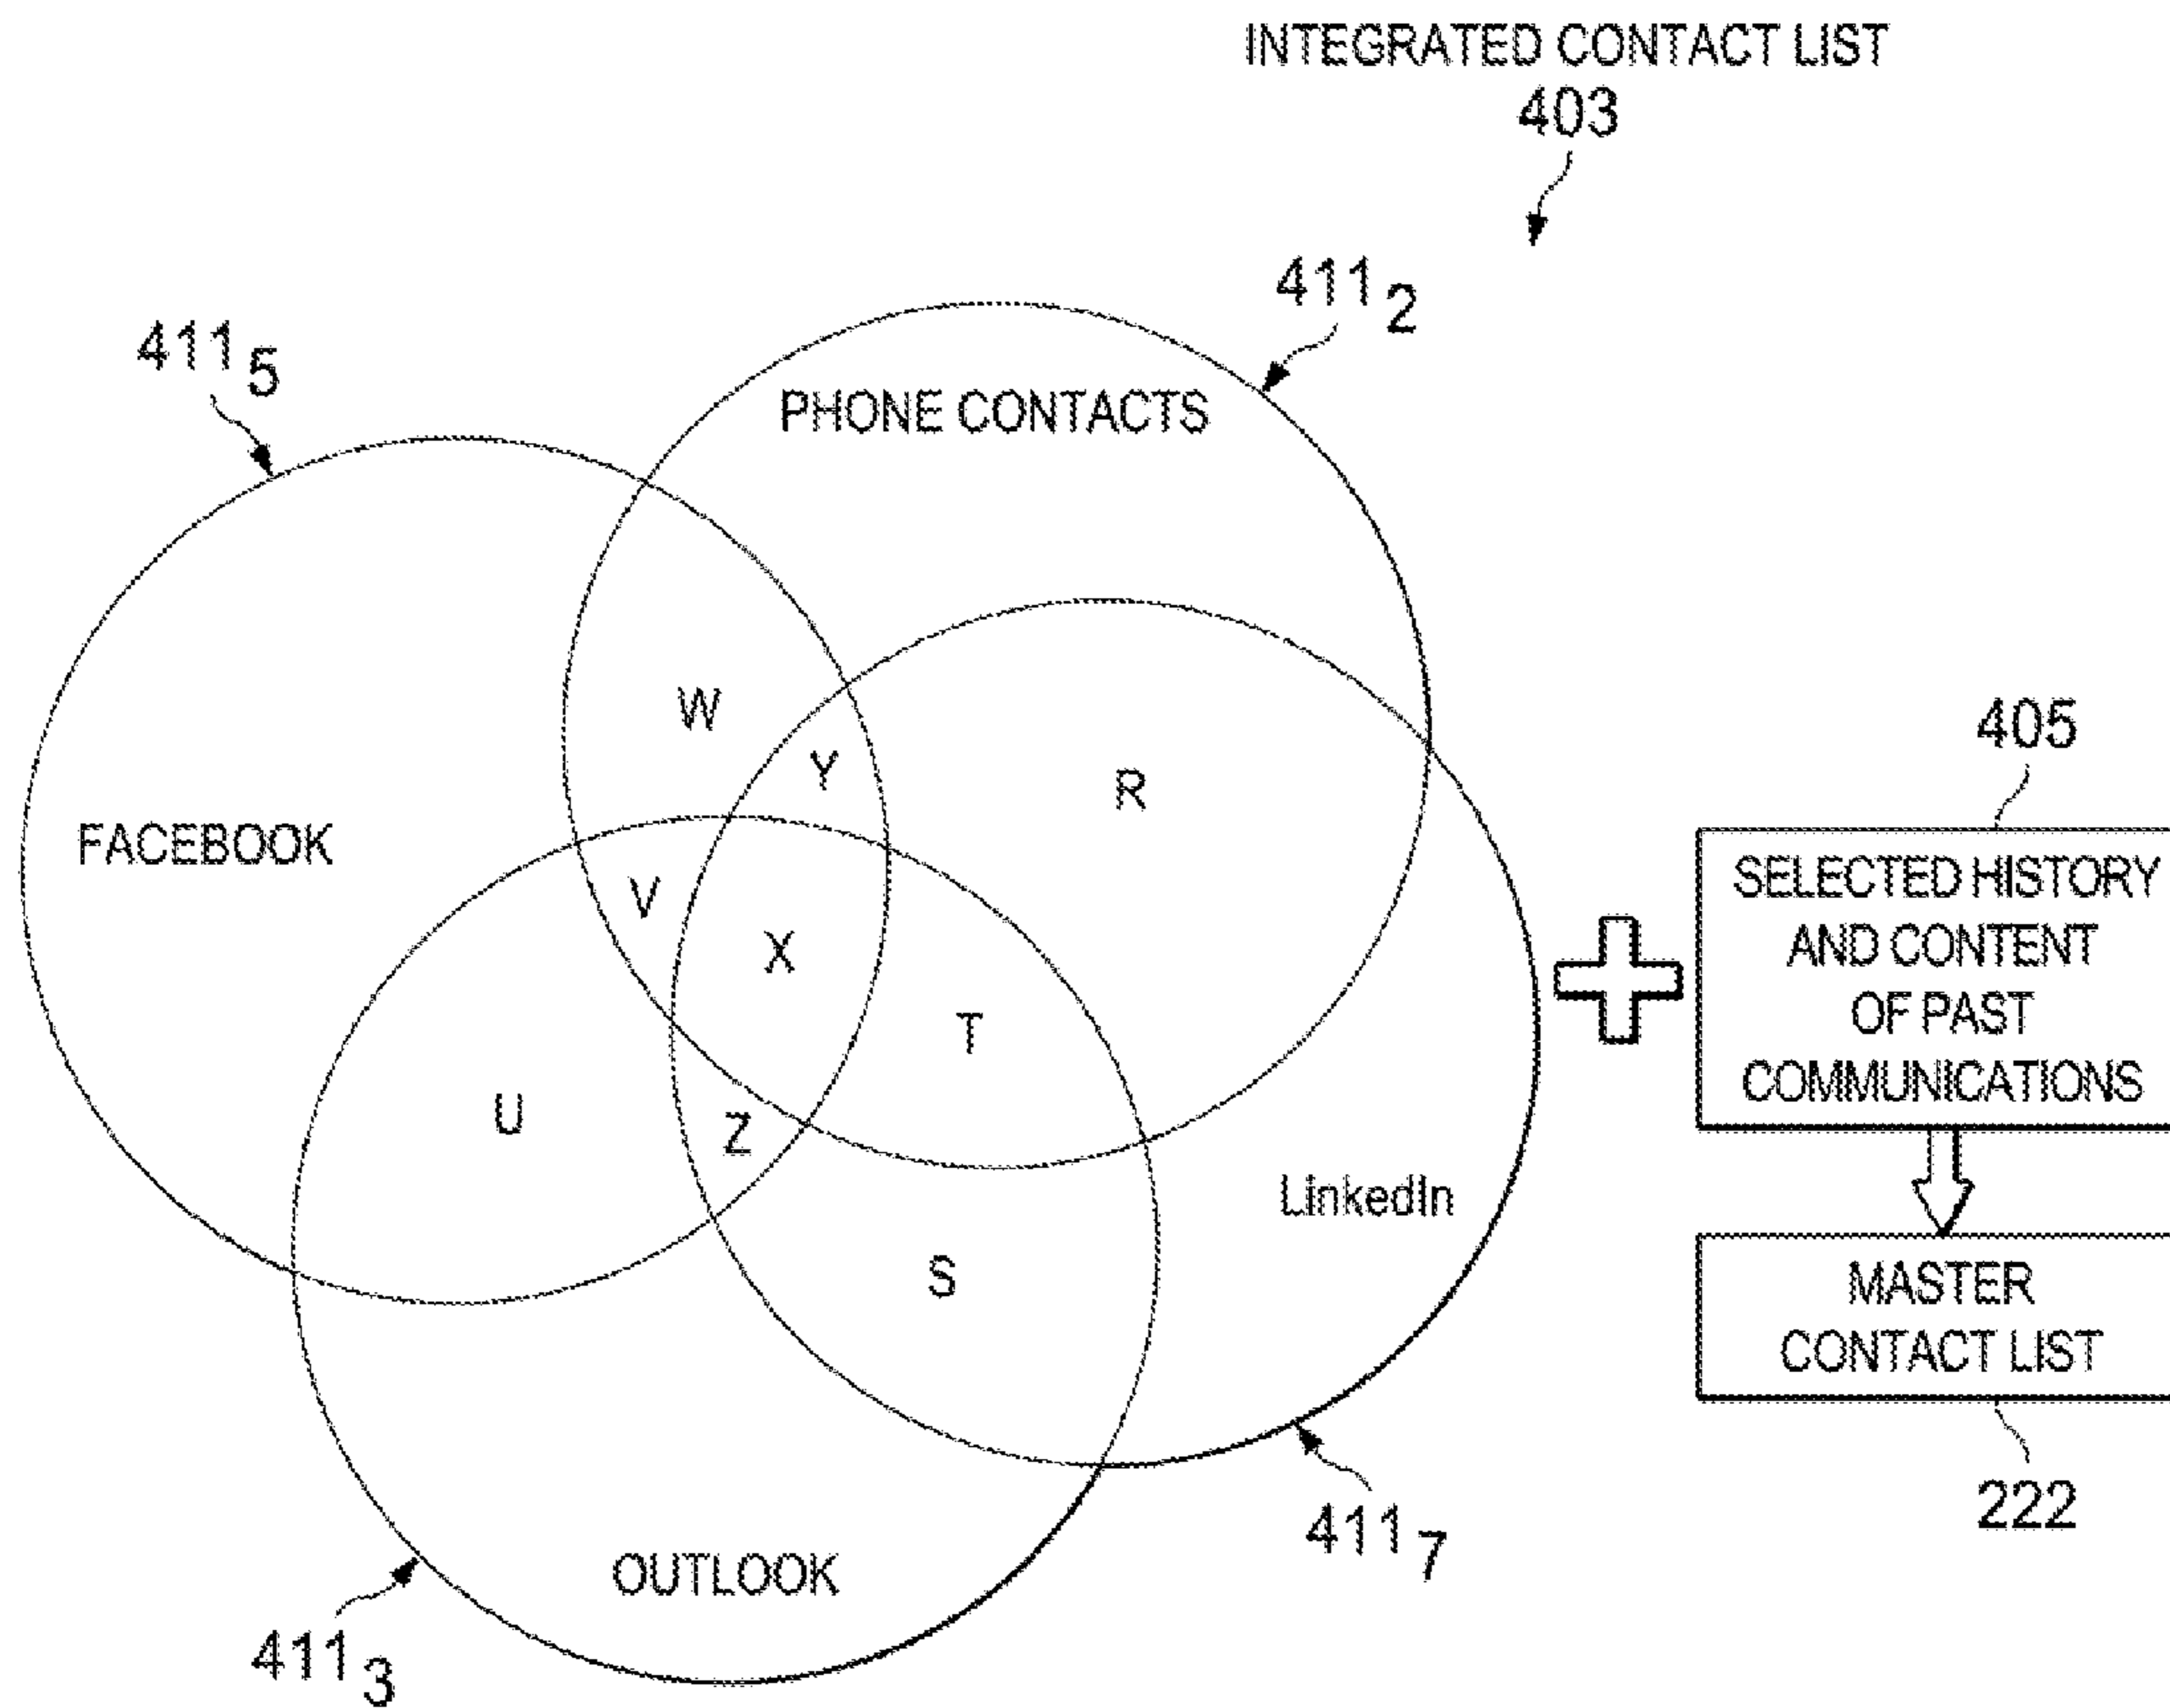 INTEGRATED CONTACT LIST
403
411₂
411₅
PHONE CONTACTS
W
Y
R
FACEBOOK
V
X
T
U
Z
S
LinkedIn
OUTLOOK
411₃
411₇
405
SELECTED HISTORY
AND CONTENT
OF PAST
COMMUNICATIONS
MASTER
CONTACT LIST
222